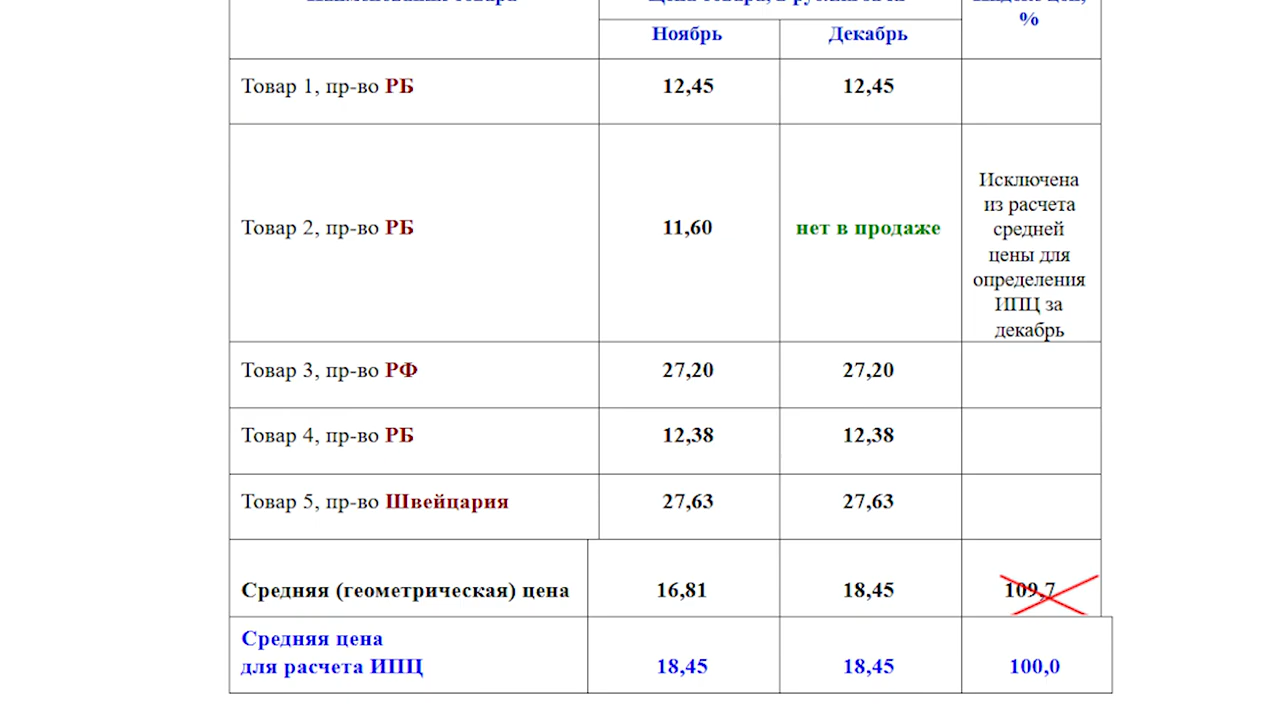 %
Ноябрь
Декабрь
Товар 1, пр-во РБ
12,45
12,45
Товар 2, пр-во РБ
11,60
нет в продаже
Исключена
из расчета
средней
цены для
определения
ИПЦ за
декабрь
Товар 3, пр-во РФ
27,20
27,20
Товар 4, пр-во РБ
12,38
12,38
Товар 5, пр-во Швейцария
27,63
27,63
Средняя (геометрическая) цена
16,81
18,45
109,7
Средняя цена
для расчета ИПЦ
18,45
18,45
100,0